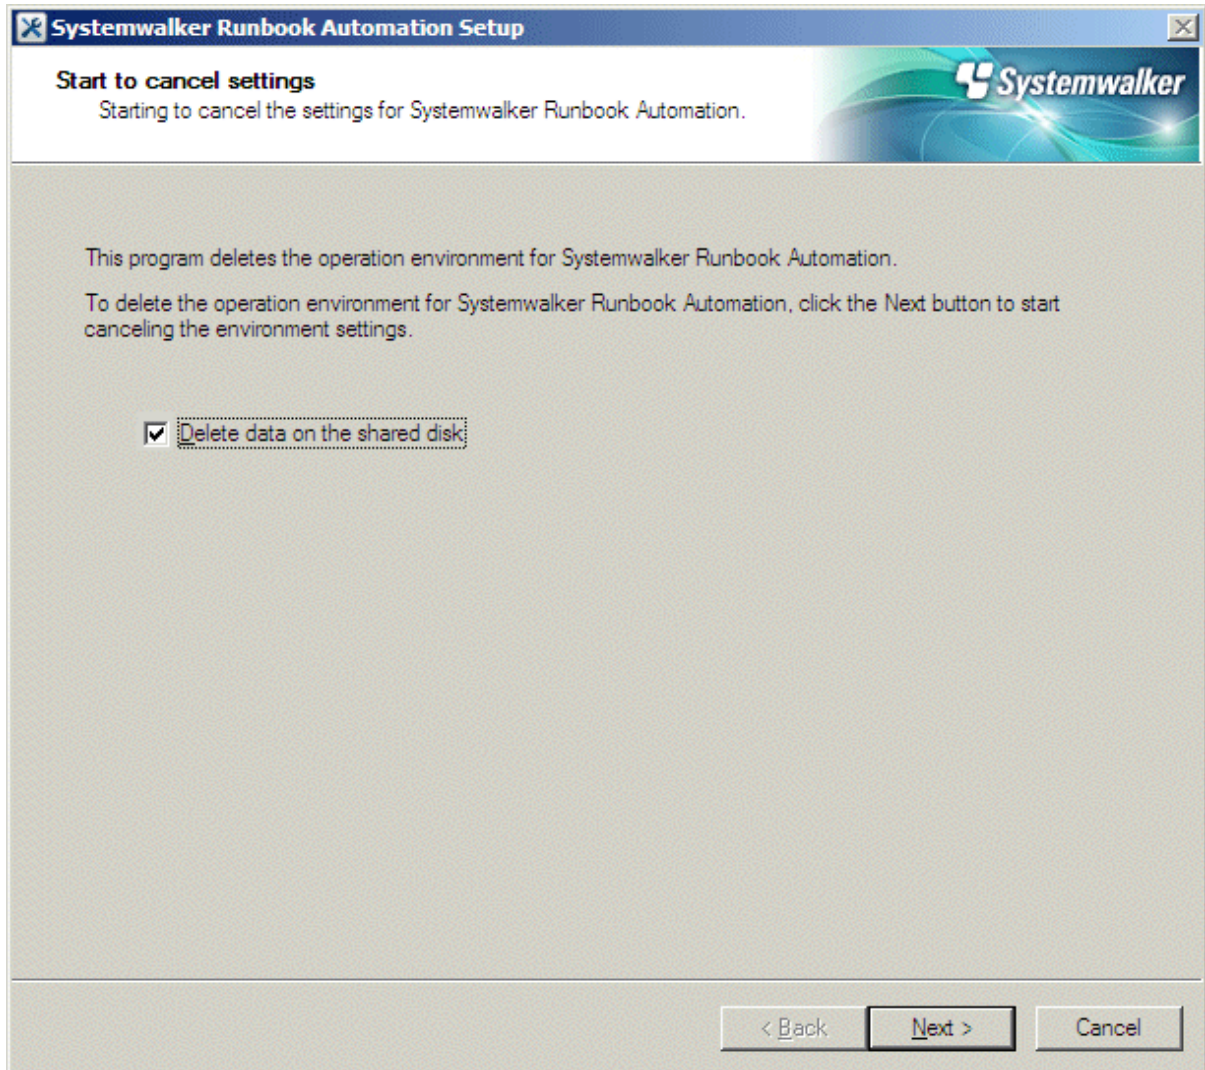 Systemwalker Runbook Automation Setup
Start to cancel settings
Starting to cancel the settings for Systemwalker Runbook Automation.
Systemwalker
This program deletes the operation environment for Systemwalker Runbook Automation.
To delete the operation environment for Systemwalker Runbook Automation, click the Next button to start
canceling the environment settings.
Delete data on the shared disk
< Back
Next >
Cancel